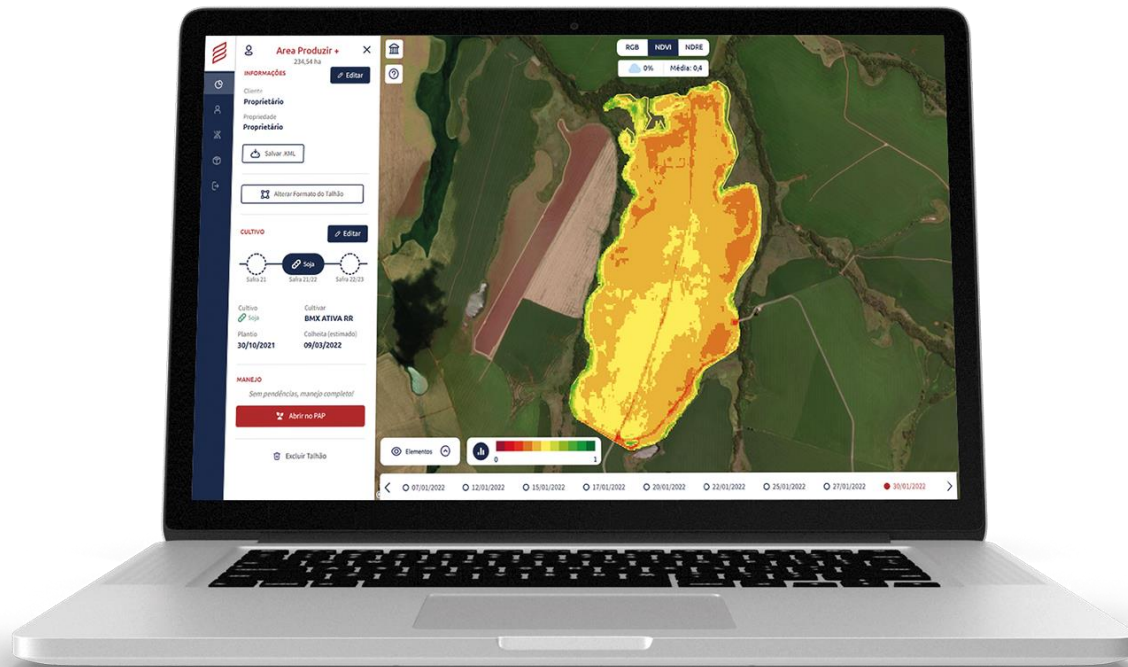 Area Produzir +
234,54 ha
INFORMAÇÕES
Editar
Cliente
Proprietário
Propriedade
Proprietário
Salvar XML
Alterar Formato do Talhão
CULTIVO
Editar
Soja
Safra 21
Safra 21/22
Safra 22/23
Cultivo
Cultivar
Soja
BMX ATIVA RR
Plantio
Colheita (estimado)
30/10/2021
09/03/2022
MANEJO
Sem pendências, manejo completo!
Abrir no PAP
Excluir Talhão
RGB NDVI NDRE
0% Média: 0,4
Elementos
0 1
07/01/2022 12/01/2022 15/01/2022 17/01/2022 20/01/2022 22/01/2022 25/01/2022 27/01/2022 30/01/2022